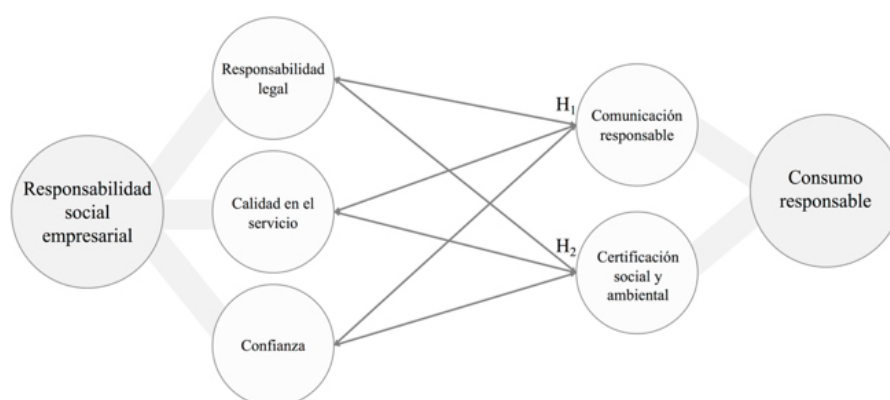 Responsabilidad
social
empresarial
Responsabilidad
legal
Calidad en el
servicio
Confianza
H₁
Comunicación
responsable
H₂
Certificación
social y
ambiental
Consumo
responsable